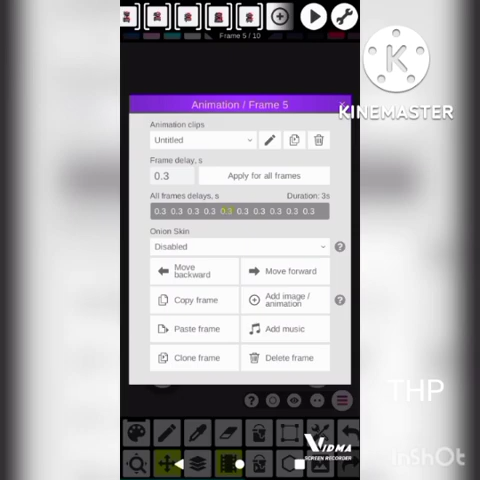 Frame 5 / 10
K
KINEMASTER
Animation / Frame 5
Animation clips
Untitled
Frame delay, s
0.3
Apply for all frames
All frames delays, s
Duration: 3s
0.3 0.3 0.3 0.3 0.3 0.3 0.3 0.3 0.3 0.3
Onion Skin
Disabled
?
Move
backward
Move forward
Copy frame
Add image /
animation
?
Paste frame
Add music
Clone frame
Delete frame
?
THP
VIDMA
SCREEN RECORDER
InShOt